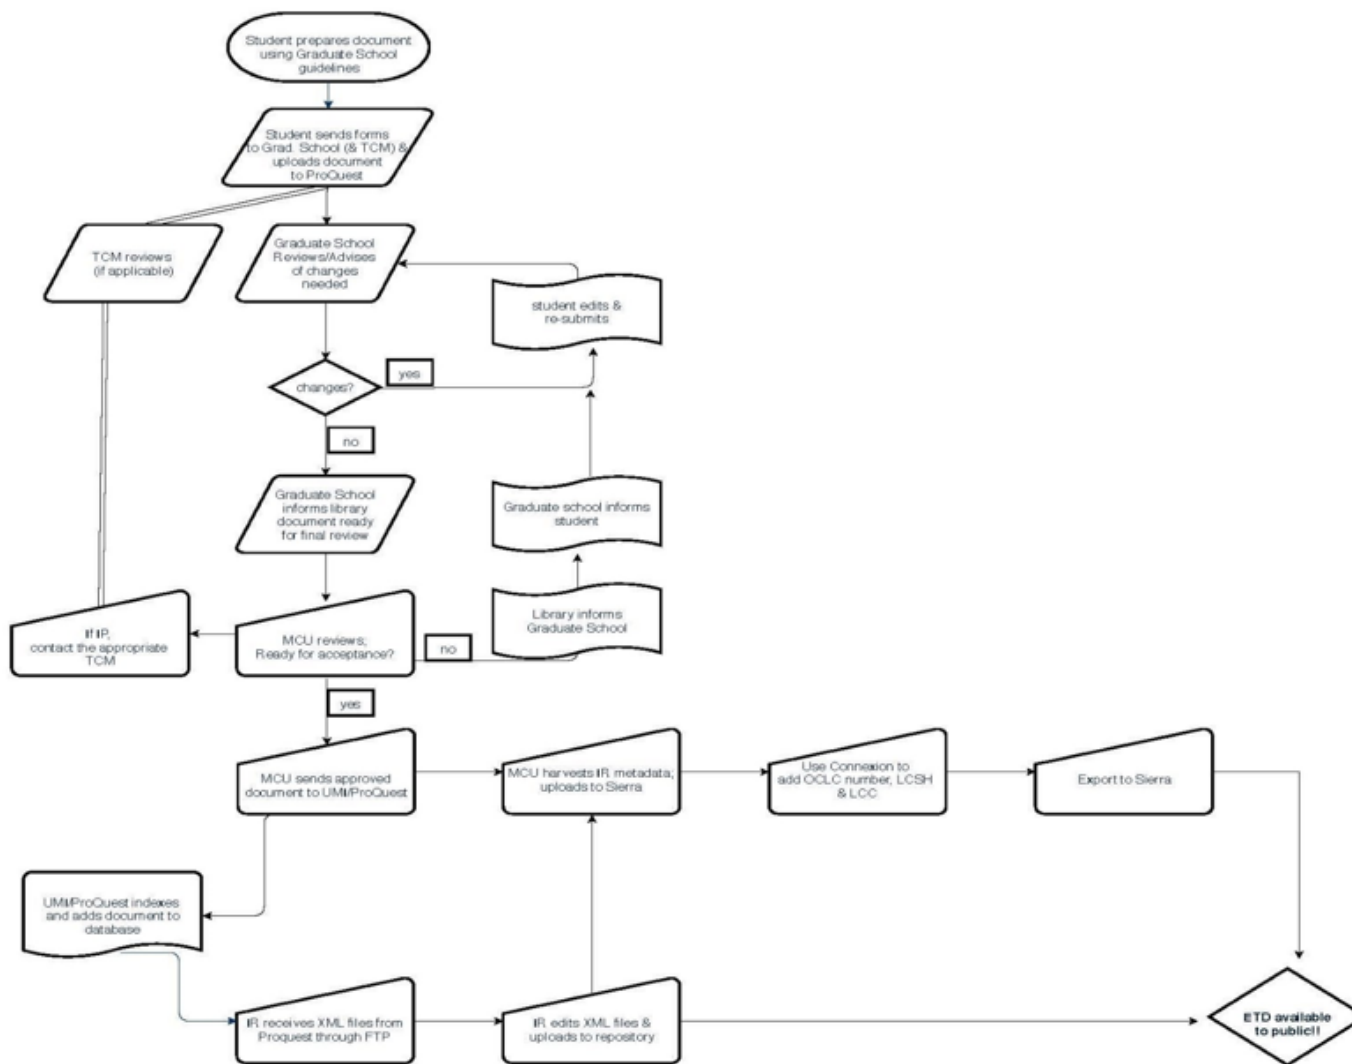 Student prepares document
using Graduate School
guidelines
Student sends forms
to Grad. School (& TCM) &
uploads document
to ProQuest
TCM reviews
(if applicable)
Graduate School
Reviews/Advises
of changes
needed
student edits &
re-submits
changes?
yes
no
Graduate School
informs library
document ready
for final review
Graduate school informs
student
Library informs
Graduate School
If IP,
contact the appropriate
TCM
MCU reviews;
Ready for acceptance?
no
yes
MCU sends approved
document to UMI/ProQuest
MCU harvests IR metadata;
uploads to Sierra
Use Connexion to
add OCLC number, LCSH
& LCC
Export to Sierra
UMI/ProQuest indexes
and adds document to
database
IR receives XML files from
Proquest through FTP
IR edits XML files &
uploads to repository
ETD available
to public!!